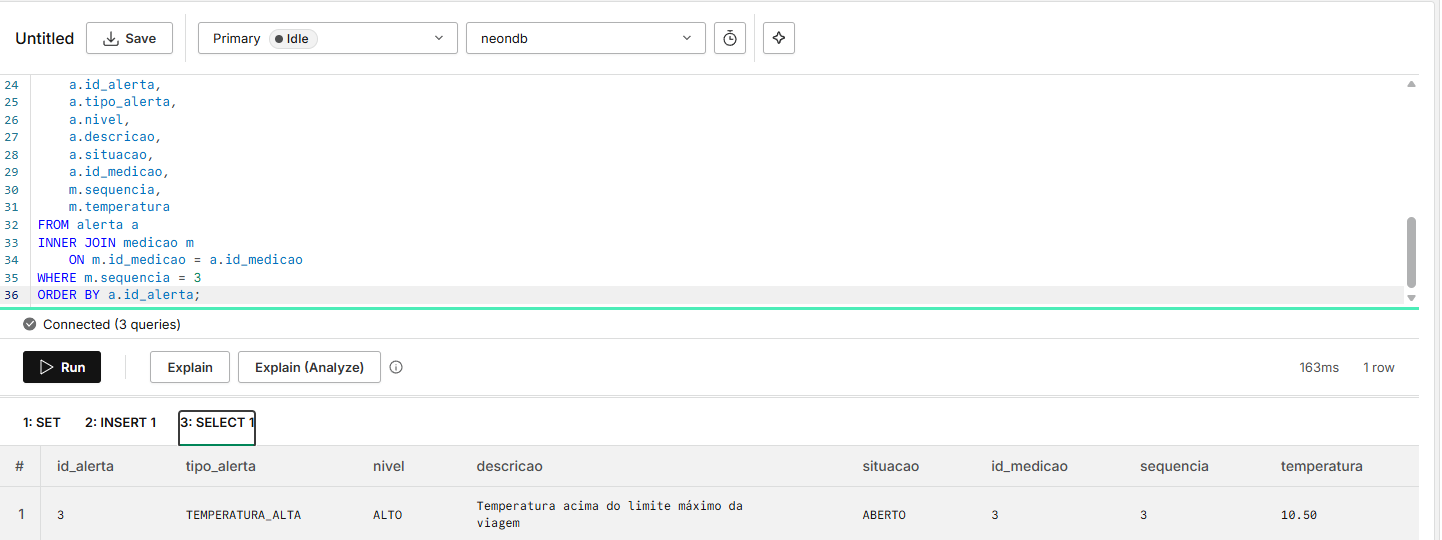 Untitled Save Primary Idle neondb
24 a.id_alerta,
25 a.tipo_alerta,
26 a.nivel,
27 a.descricao,
28 a.situacao,
29 a.id_medicao,
30 m.sequencia,
31 m.temperatura
32 FROM alerta a
33 INNER JOIN medicao m
34 ON m.id_medicao = a.id_medicao
35 WHERE m.sequencia = 3
36 ORDER BY a.id_alerta;
Connected (3 queries)
Run Explain Explain (Analyze) 163ms 1 row
1: SET 2: INSERT 1 3: SELECT 1
# id_alerta tipo_alerta nivel descricao situacao id_medicao sequencia temperatura
1 3 TEMPERATURA_ALTA ALTO Temperatura acima do limite máximo da viagem ABERTO 3 3 10.50